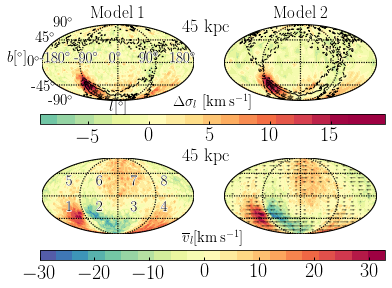 Model 1 Model 2
45 kpc
90°
45°
b[°] 0° -180° -90° 0° 90° 180°
-45°
-90°
l[°]
Δσ_l [km s⁻¹]
−5 0 5 10 15
45 kpc
5 6 7 8
1 2 3 4
v̅_l[km s⁻¹]
−30 −20 −10 0 10 20 30